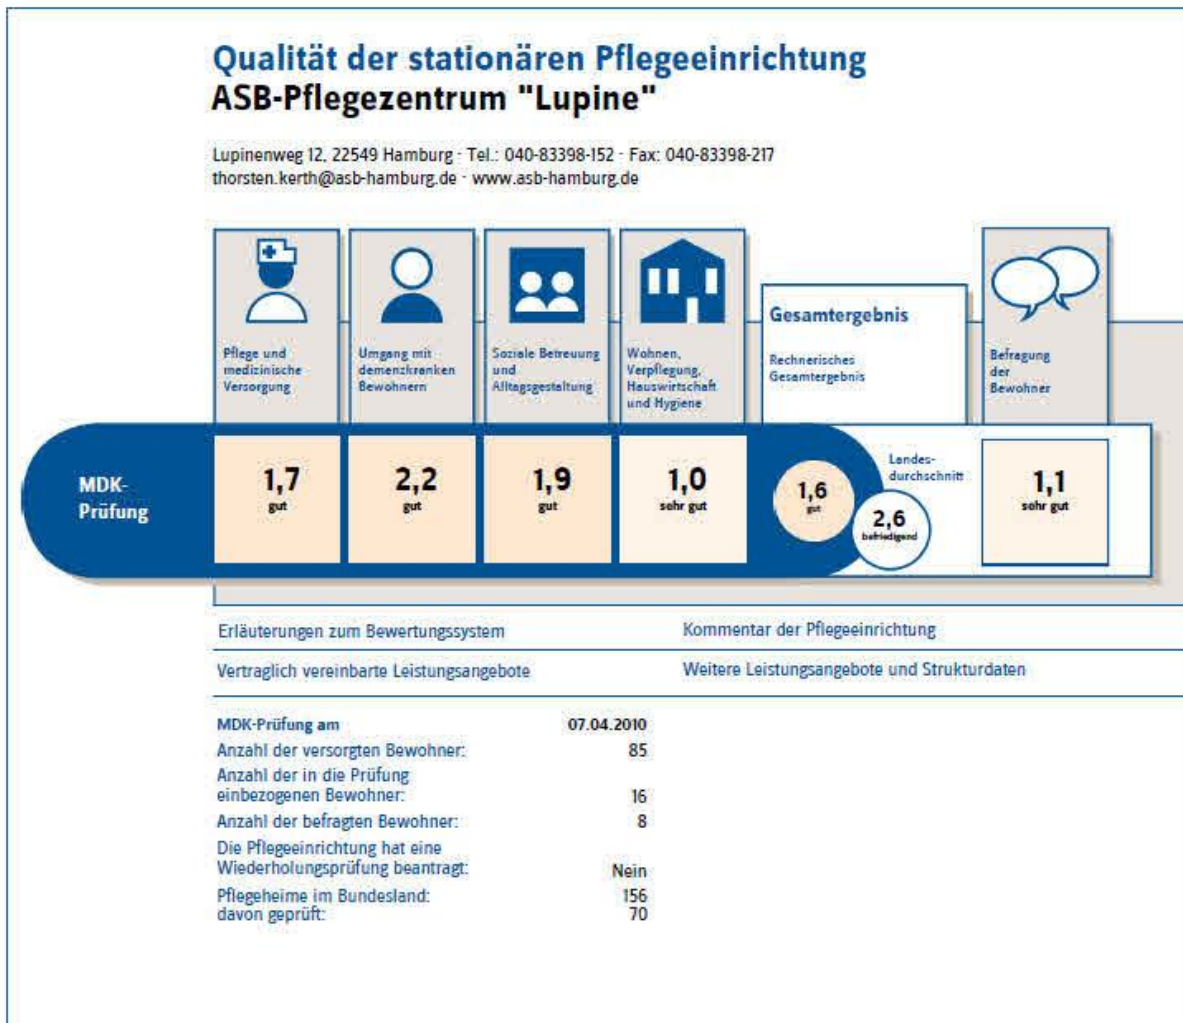 Qualität der stationären Pflegeeinrichtung
ASB-Pflegezentrum "Lupine"
Lupinenweg 12, 22549 Hamburg · Tel.: 040-83398-152 · Fax: 040-83398-217
thorsten.kerth@asb-hamburg.de · www.asb-hamburg.de
Pflege und
medizinische
Versorgung
Umgang mit
demenzkranken
Bewohnern
Soziale Betreuung
und
Alltagsgestaltung
Wohnen,
Verpflegung,
Hauswirtschaft
und Hygiene
Gesamtergebnis
Rechnerisches
Gesamtergebnis
Befragung
der
Bewohner
MDK-
Prüfung
1,7
gut
2,2
gut
1,9
gut
1,0
sehr gut
1,6
gut
Landes-
durchschnitt
2,6
befriedigend
1,1
sehr gut
Erläuterungen zum Bewertungssystem
Kommentar der Pflegeeinrichtung
Vertraglich vereinbarte Leistungsangebote
Weitere Leistungsangebote und Strukturdaten
MDK-Prüfung am 07.04.2010
Anzahl der versorgten Bewohner: 85
Anzahl der in die Prüfung
einbezogenen Bewohner: 16
Anzahl der befragten Bewohner: 8
Die Pflegeeinrichtung hat eine
Wiederholungsprüfung beantragt: Nein
Pflegeheime im Bundesland: 156
davon geprüft: 70